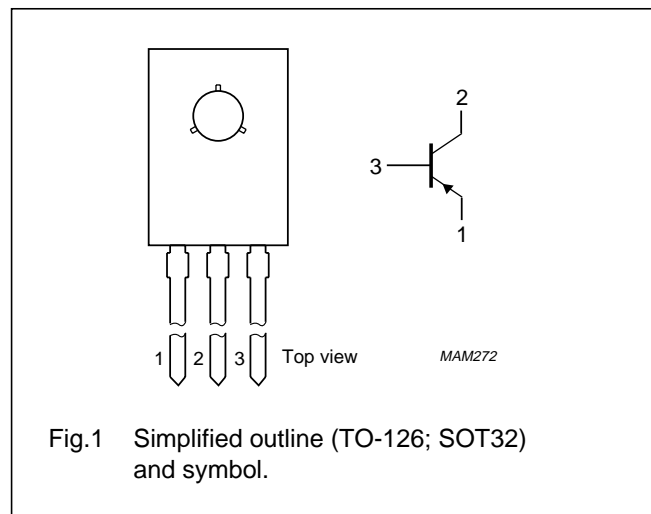 2
3
1
1 2 3 Top view MAM272
Fig.1 Simplified outline (TO-126; SOT32)
and symbol.